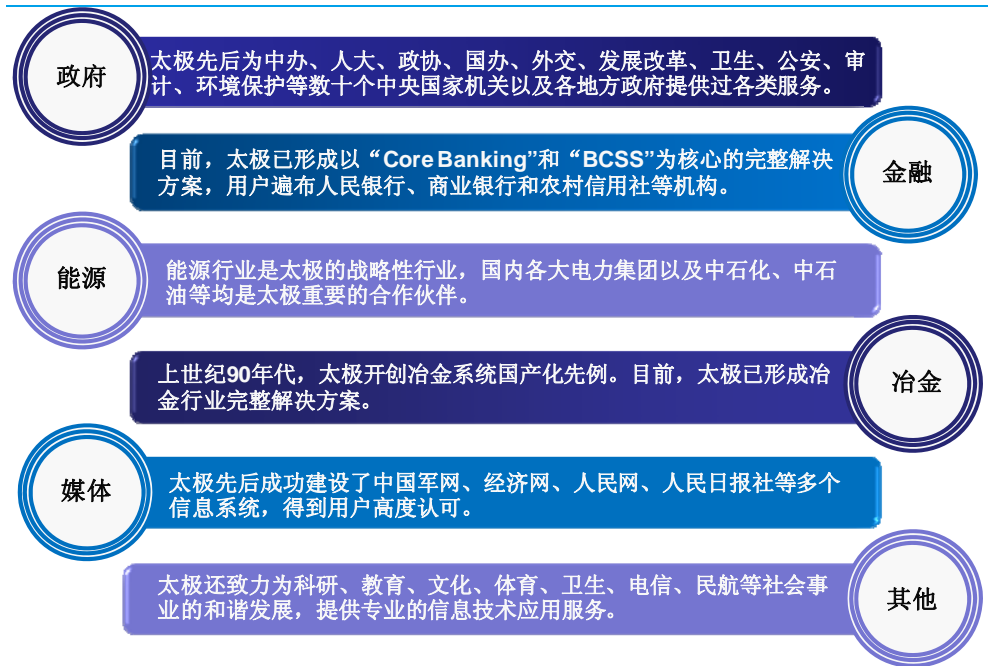 政府
太极先后为中办、人大、政协、国办、外交、发展改革、卫生、公安、审
计、环境保护等数十个中央国家机关以及各地方政府提供过各类服务。
目前，太极已形成以“Core Banking”和“BCSS”为核心的完整解决
方案，用户遍布人民银行、商业银行和农村信用社等机构。
金融
能源
能源行业是太极的战略性行业，国内各大电力集团以及中石化、中石
油等均是太极重要的合作伙伴。
上世纪90年代，太极开创冶金系统国产化先例。目前，太极已形成冶
金行业完整解决方案。
冶金
媒体
太极先后成功建设了中国军网、经济网、人民网、人民日报社等多个
信息系统，得到用户高度认可。
太极还致力为科研、教育、文化、体育、卫生、电信、民航等社会事
业的和谐发展，提供专业的信息技术应用服务。
其他